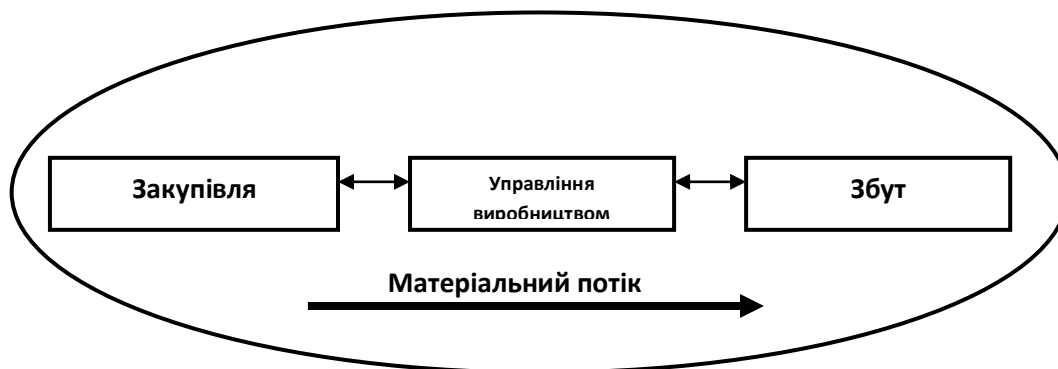 Закупівля
Управління
виробництвом
Збут
Матеріальний потік